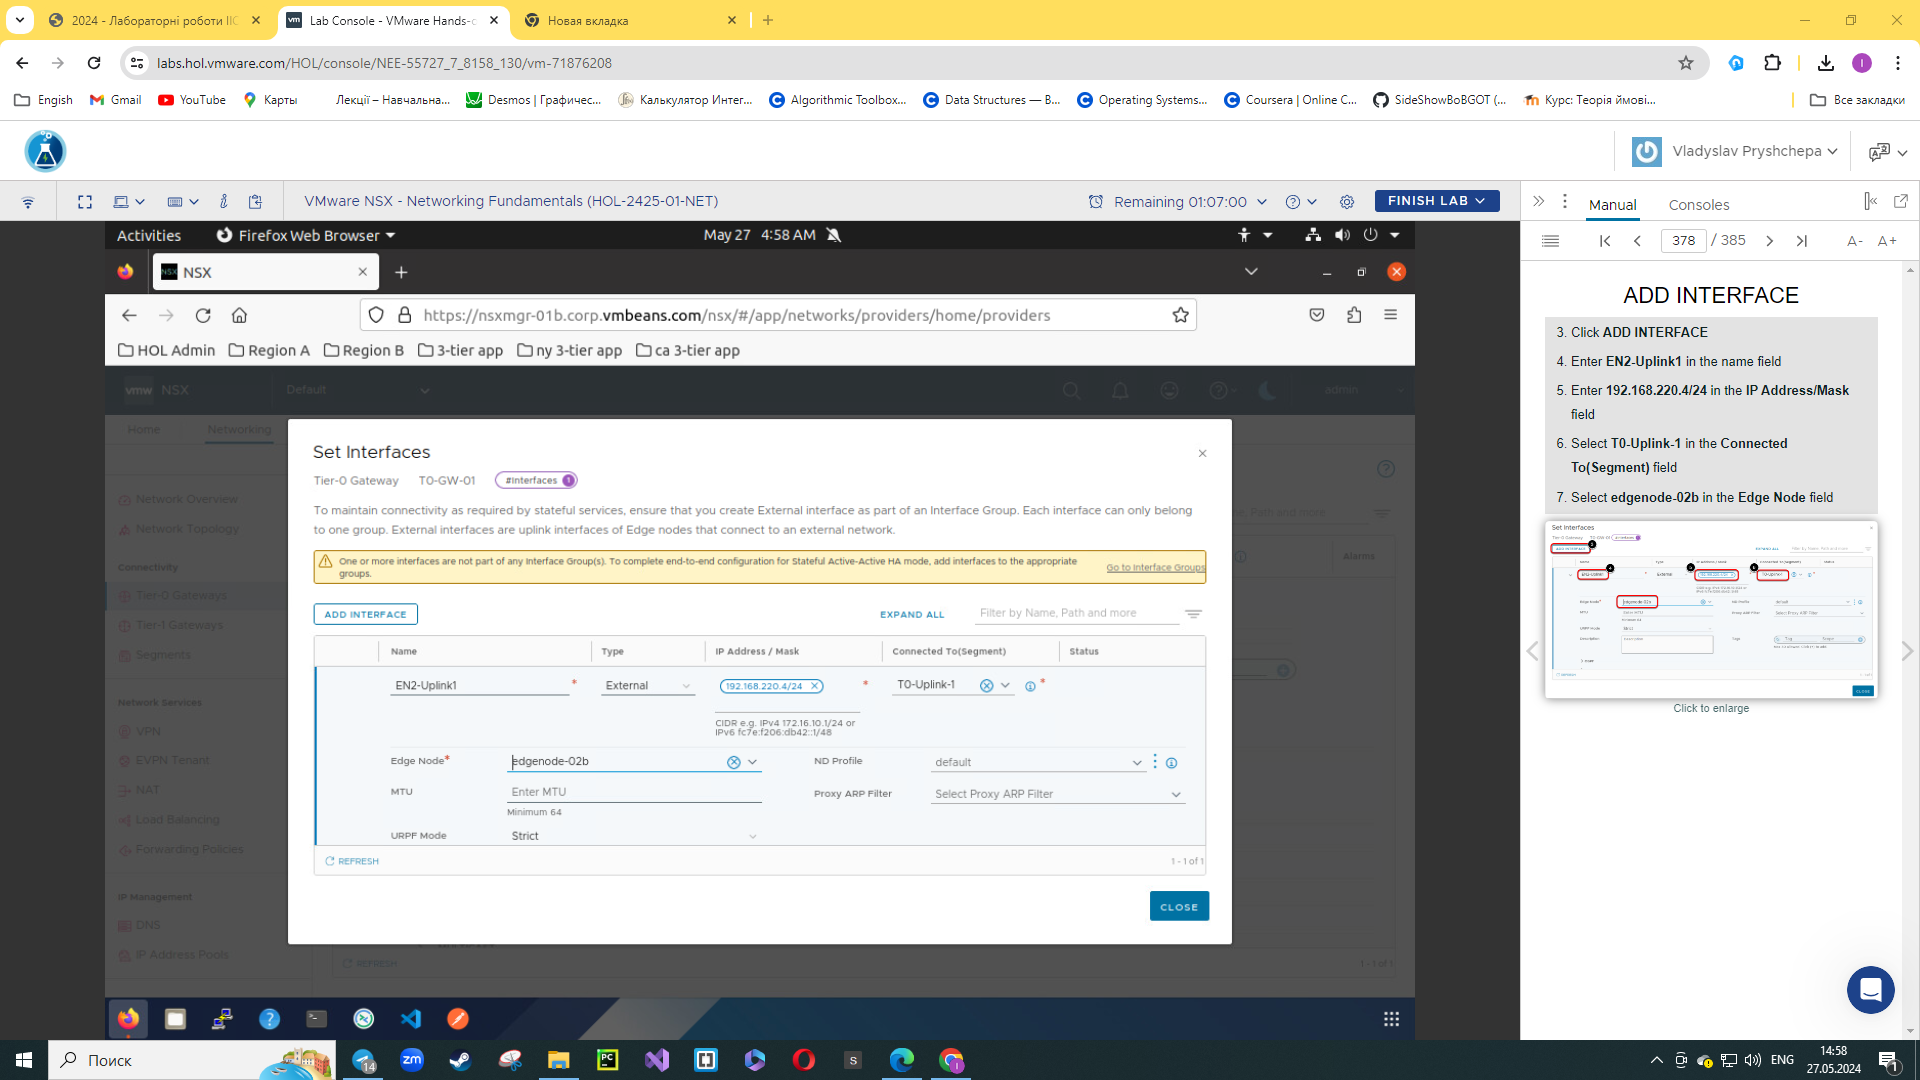 2024 - Лабораторні роботи ІІС
Lab Console - VMware Hands-o
Новая вкладка
labs.hol.vmware.com/HOL/console/NEE-55727_7_8158_130/vm-71876208
Engish
Gmail
YouTube
Карты
Лекції – Навчальна...
Desmos | Графичес...
Калькулятор Интег...
Algorithmic Toolbox...
Data Structures — B...
Operating Systems...
Coursera | Online C...
SideShowBoBGOT (...
Курс: Теорія ймові...
Все закладки
Vladyslav Pryshchepa
VMware NSX - Networking Fundamentals (HOL-2425-01-NET)
Remaining 01:07:00
FINISH LAB
Manual
Consoles
378 / 385
A- A+
Activities
Firefox Web Browser
May 27 4:58 AM
NSX
https://nsxmgr-01b.corp.vmbeans.com/nsx/#/app/networks/providers/home/providers
HOL Admin
Region A
Region B
3-tier app
ny 3-tier app
ca 3-tier app
vmw NSX
Default
admin
Home
Networking
Network Overview
Network Topology
Connectivity
Tier-0 Gateways
Tier-1 Gateways
Segments
Network Services
VPN
EVPN Tenant
NAT
Load Balancing
Forwarding Policies
IP Management
DNS
IP Address Pools
Alarms
REFRESH
1 - 1 of 1
Set Interfaces
Tier-0 Gateway
T0-GW-01
#Interfaces 1
To maintain connectivity as required by stateful services, ensure that you create External interface as part of an Interface Group. Each interface can only belong
to one group. External interfaces are uplink interfaces of Edge nodes that connect to an external network.
One or more interfaces are not part of any Interface Group(s). To complete end-to-end configuration for Stateful Active-Active HA mode, add interfaces to the appropriate
groups.
Go to Interface Groups
ADD INTERFACE
EXPAND ALL
Filter by Name, Path and more
Name
Type
IP Address / Mask
Connected To(Segment)
Status
EN2-Uplink1 *
External
192.168.220.4/24 *
T0-Uplink-1 *
CIDR e.g. IPv4 172.16.10.1/24 or
IPv6 fc7e:f206:db42::1/48
Edge Node*
edgenode-02b
ND Profile
default
MTU
Enter MTU
Minimum 64
Proxy ARP Filter
Select Proxy ARP Filter
URPF Mode
Strict
REFRESH
1 - 1 of 1
CLOSE
ADD INTERFACE
3. Click ADD INTERFACE
4. Enter EN2-Uplink1 in the name field
5. Enter 192.168.220.4/24 in the IP Address/Mask
field
6. Select T0-Uplink-1 in the Connected
To(Segment) field
7. Select edgenode-02b in the Edge Node field
Set Interfaces
Click to enlarge
Поиск
14
zm
PC
S
ENG
14:58
27.05.2024
1